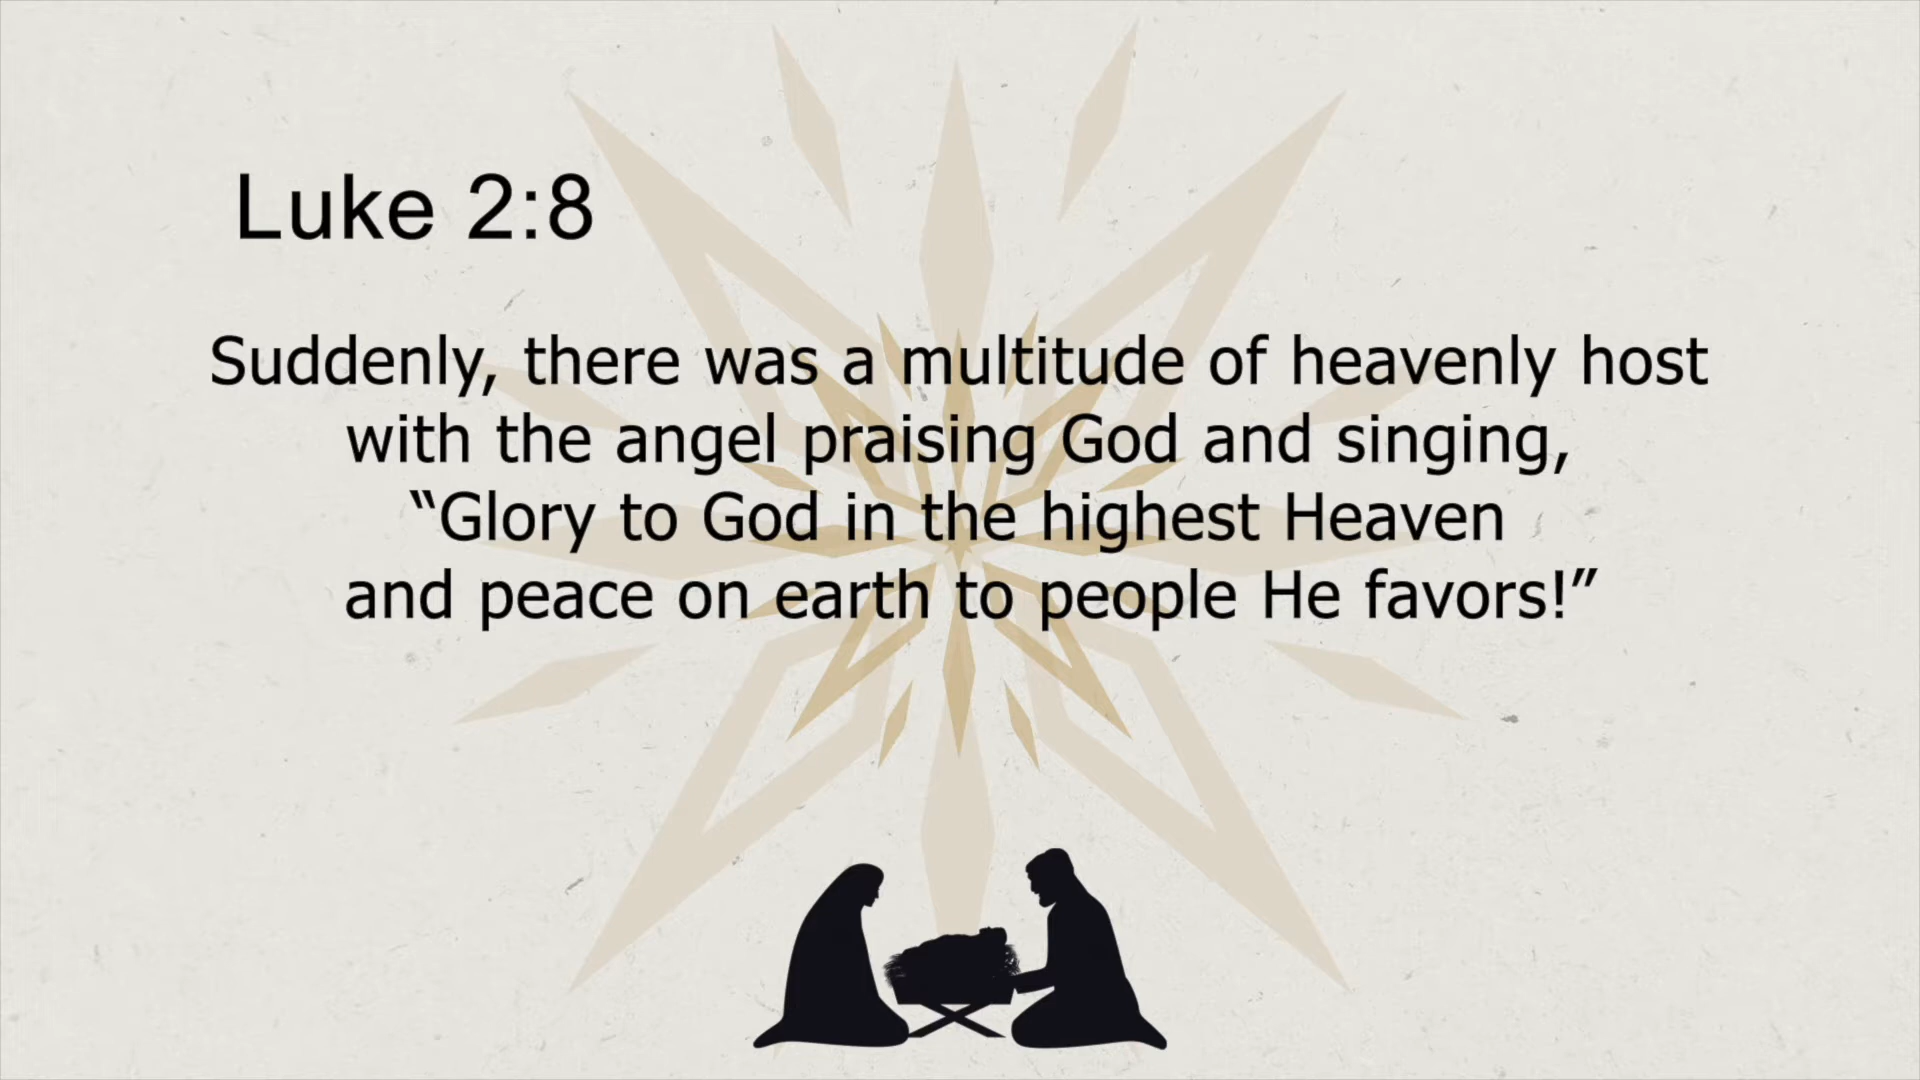 Luke 2:8
Suddenly, there was a multitude of heavenly host
with the angel praising God and singing,
“Glory to God in the highest Heaven
and peace on earth to people He favors!”